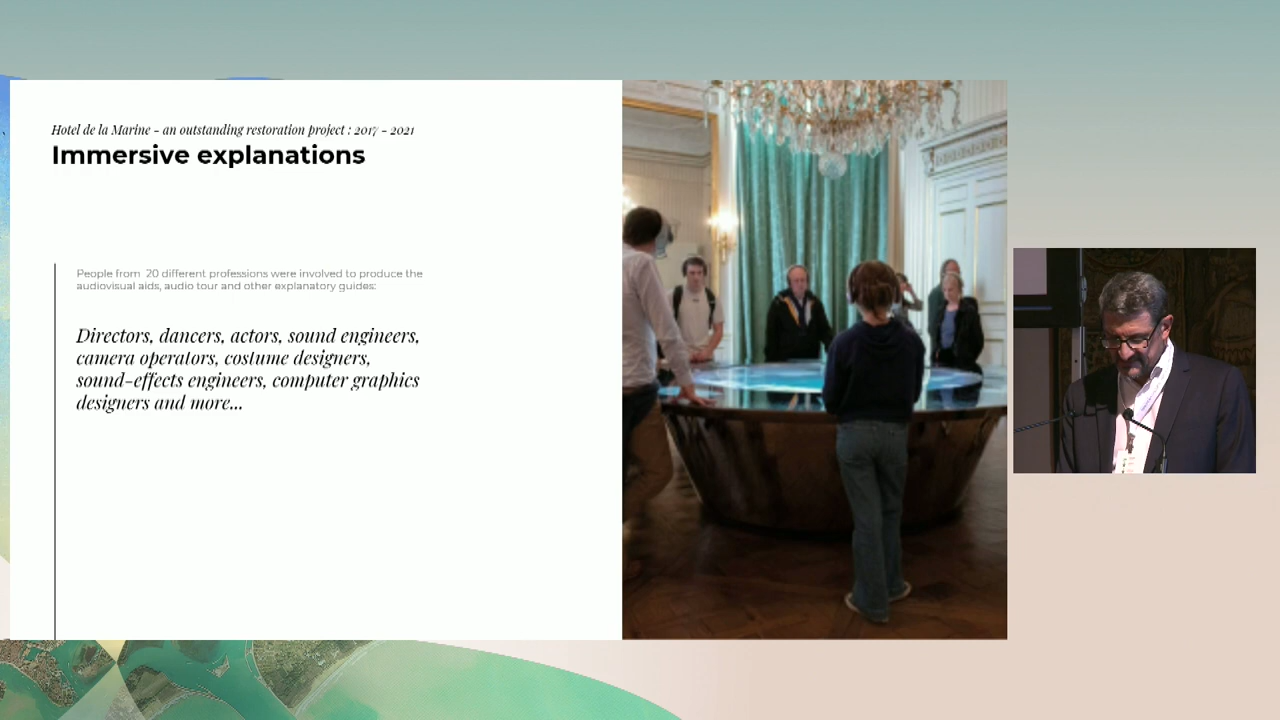 Hotel de la Marine - an outstanding restoration project : 2017 - 2021
Immersive explanations
People from 20 different professions were involved to produce the
audiovisual aids, audio tour and other explanatory guides:
Directors, dancers, actors, sound engineers,
camera operators, costume designers,
sound-effects engineers, computer graphics
designers and more...